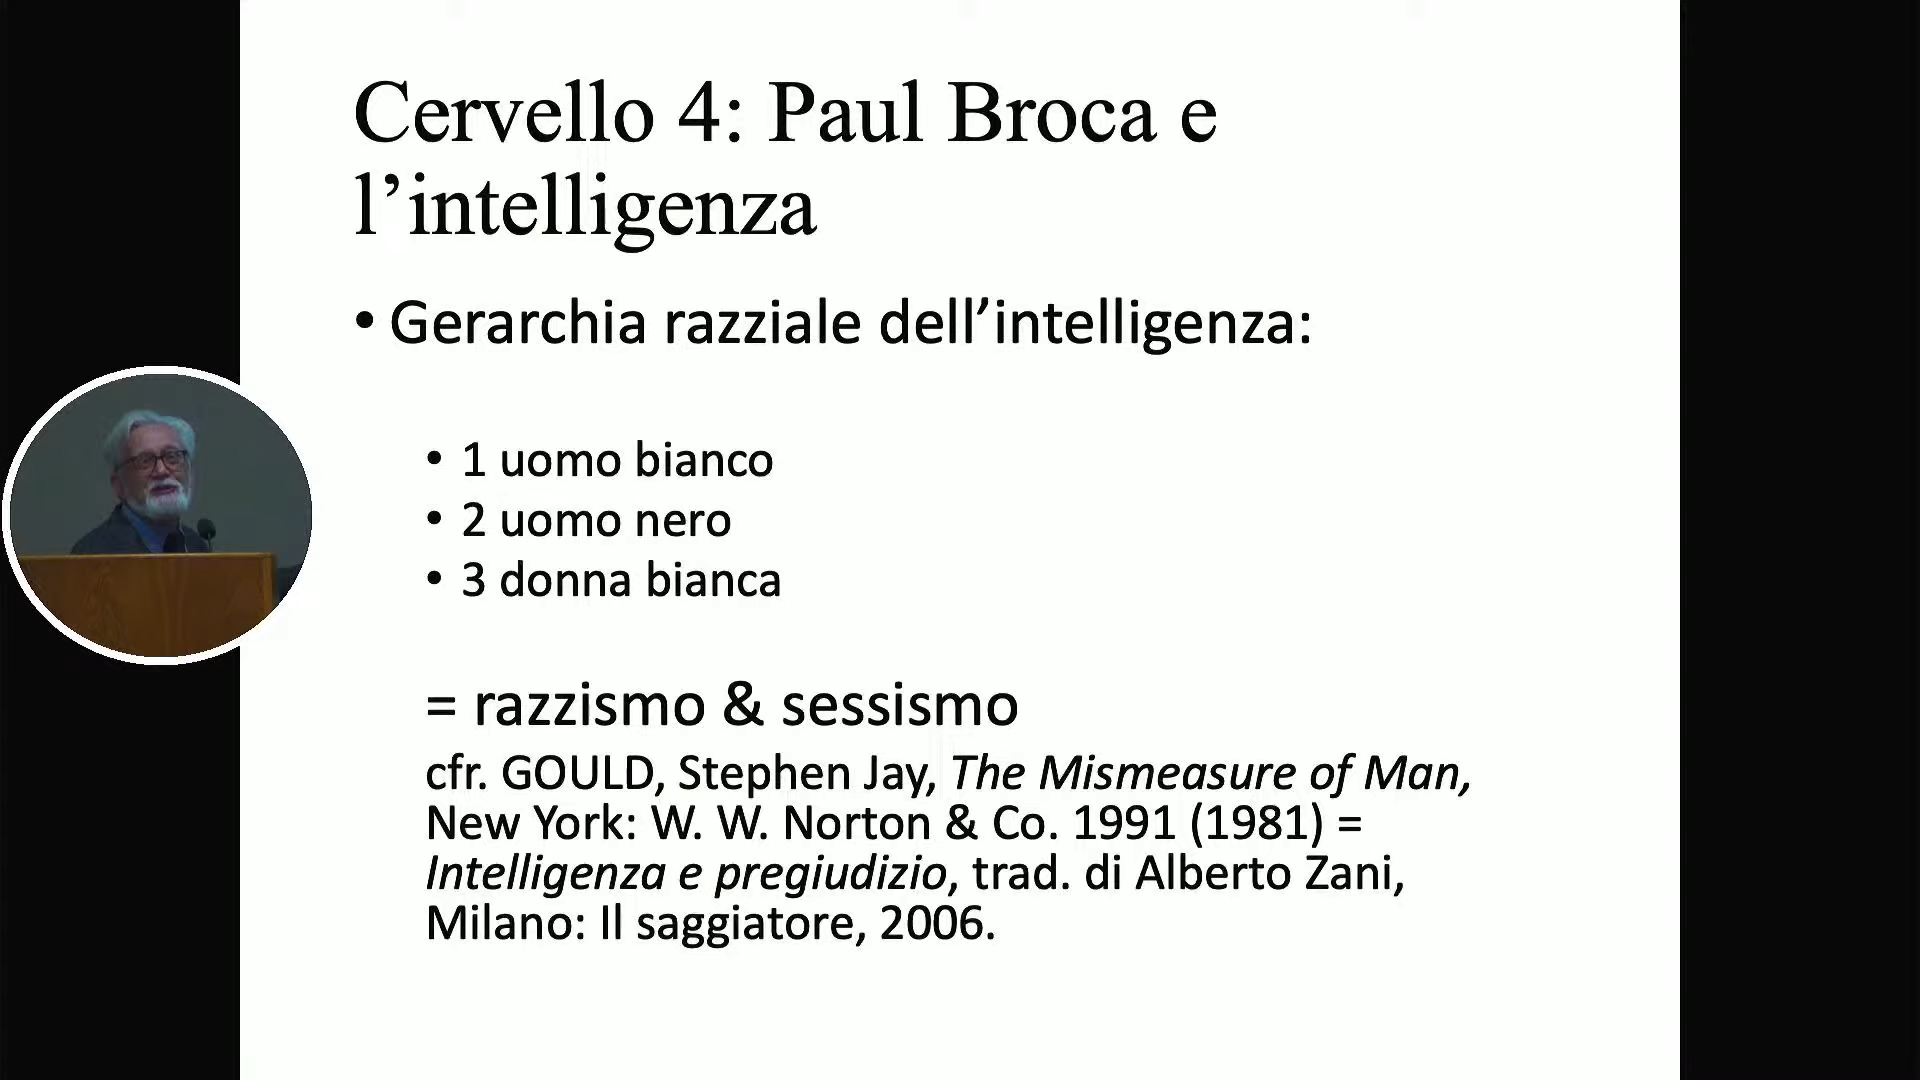 Cervello 4: Paul Broca e
l’intelligenza
• Gerarchia razziale dell’intelligenza:
• 1 uomo bianco
• 2 uomo nero
• 3 donna bianca
= razzismo & sessismo
cfr. GOULD, Stephen Jay, The Mismeasure of Man,
New York: W. W. Norton & Co. 1991 (1981) =
Intelligenza e pregiudizio, trad. di Alberto Zani,
Milano: Il saggiatore, 2006.